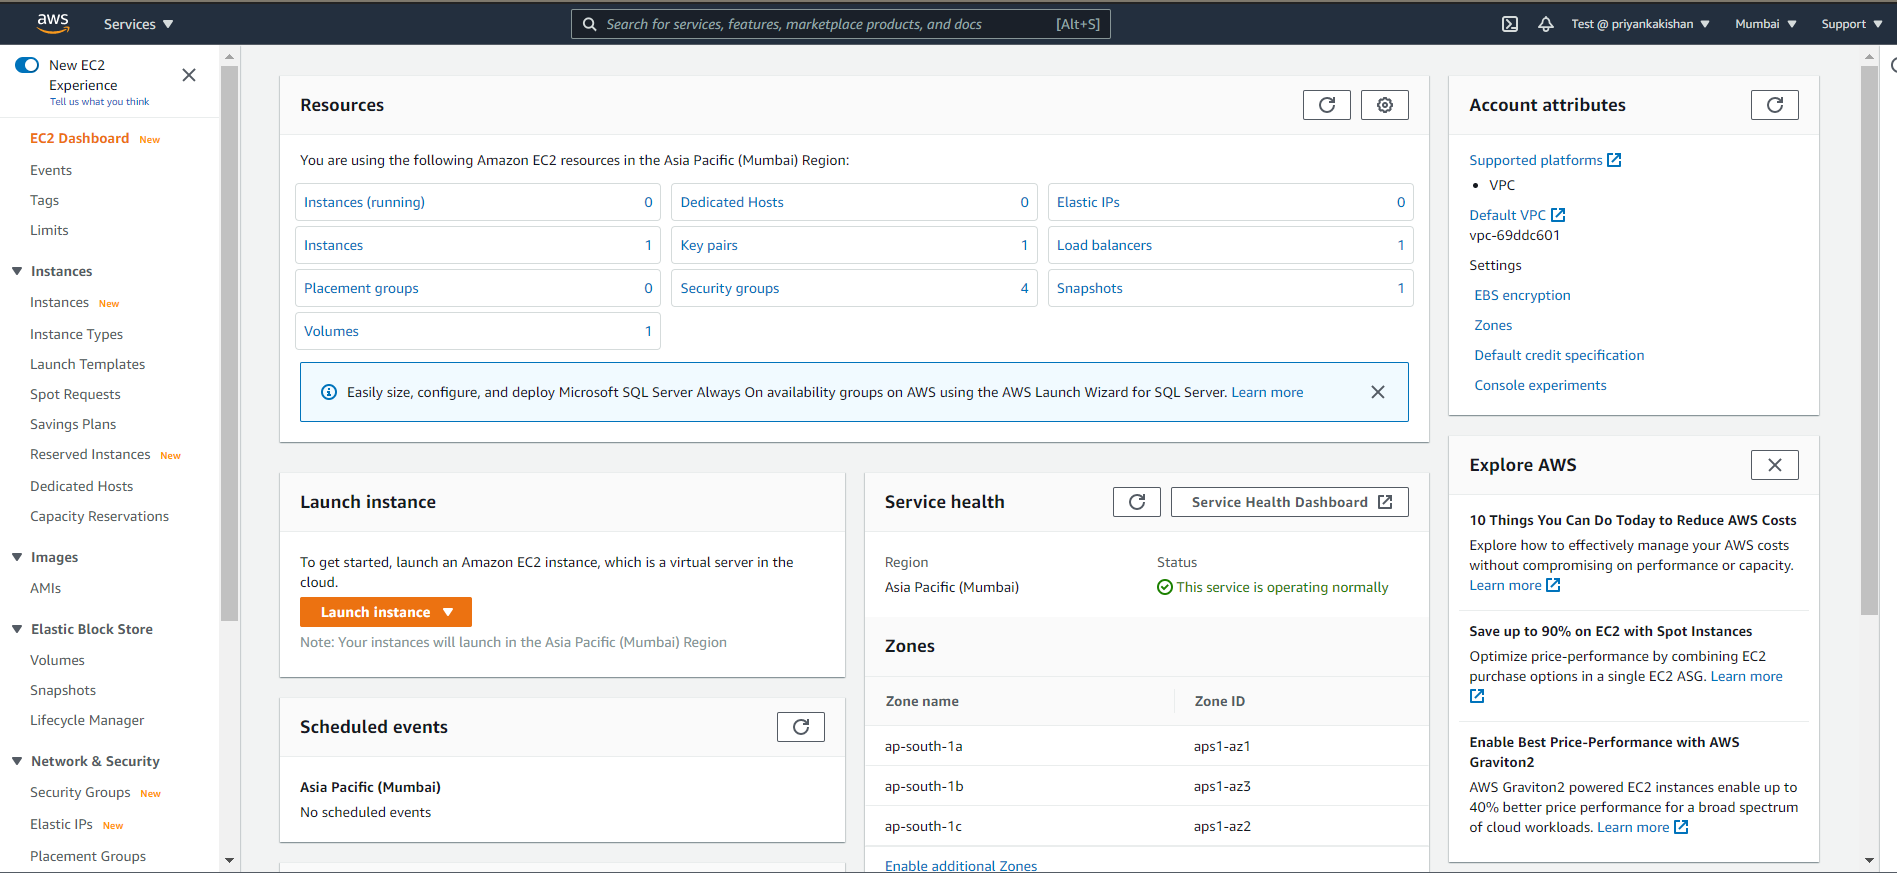 aws
Services
Search for services, features, marketplace products, and docs
[Alt+S]
Test @ priyankakishan
Mumbai
Support
New EC2
Experience
Tell us what you think
EC2 Dashboard New
Events
Tags
Limits
Instances
Instances New
Instance Types
Launch Templates
Spot Requests
Savings Plans
Reserved Instances New
Dedicated Hosts
Capacity Reservations
Images
AMIs
Elastic Block Store
Volumes
Snapshots
Lifecycle Manager
Network & Security
Security Groups New
Elastic IPs New
Placement Groups
Resources
You are using the following Amazon EC2 resources in the Asia Pacific (Mumbai) Region:
Instances (running) 0
Dedicated Hosts 0
Elastic IPs 0
Instances 1
Key pairs 1
Load balancers 1
Placement groups 0
Security groups 4
Snapshots 1
Volumes 1
Easily size, configure, and deploy Microsoft SQL Server Always On availability groups on AWS using the AWS Launch Wizard for SQL Server. Learn more
Launch instance
To get started, launch an Amazon EC2 instance, which is a virtual server in the
cloud.
Launch instance
Note: Your instances will launch in the Asia Pacific (Mumbai) Region
Scheduled events
Asia Pacific (Mumbai)
No scheduled events
Service health
Service Health Dashboard
Region
Status
Asia Pacific (Mumbai)
This service is operating normally
Zones
Zone name
Zone ID
ap-south-1a
aps1-az1
ap-south-1b
aps1-az3
ap-south-1c
aps1-az2
Enable additional Zones
Account attributes
Supported platforms
• VPC
Default VPC
vpc-69ddc601
Settings
EBS encryption
Zones
Default credit specification
Console experiments
Explore AWS
10 Things You Can Do Today to Reduce AWS Costs
Explore how to effectively manage your AWS costs
without compromising on performance or capacity.
Learn more
Save up to 90% on EC2 with Spot Instances
Optimize price-performance by combining EC2
purchase options in a single EC2 ASG. Learn more
Enable Best Price-Performance with AWS
Graviton2
AWS Graviton2 powered EC2 instances enable up to
40% better price performance for a broad spectrum
of cloud workloads. Learn more